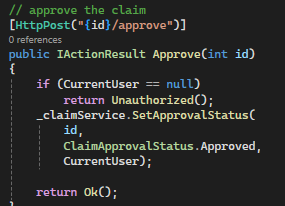 // approve the claim
[HttpPost("{id}/approve")]
0 references
public IActionResult Approve(int id)
{
    if (CurrentUser == null)
        return Unauthorized();
    _claimService.SetApprovalStatus(
        id,
        ClaimApprovalStatus.Approved,
        CurrentUser);

    return Ok();
}